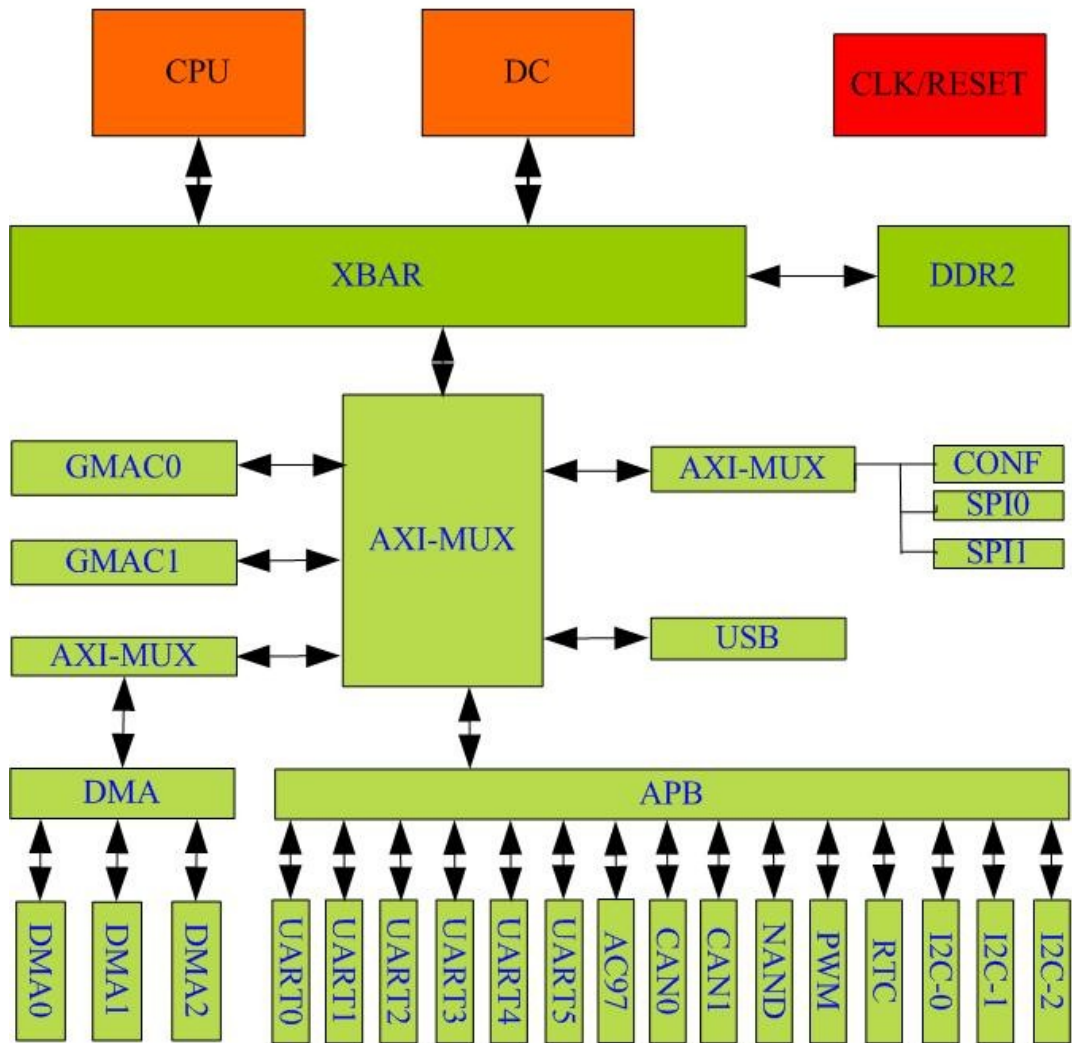 CPU
DC
CLK/RESET
XBAR
DDR2
GMAC0
GMAC1
AXI-MUX
AXI-MUX
AXI-MUX
CONF
SPI0
SPI1
USB
DMA
APB
DMA0
DMA1
DMA2
UART0
UART1
UART2
UART3
UART4
UART5
AC97
CAN0
CAN1
NAND
PWM
RTC
I2C-0
I2C-1
I2C-2